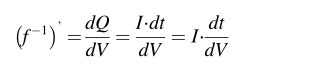 (f⁻¹)˙ = dQ/dV = I·dt/dV = I·dt/dV